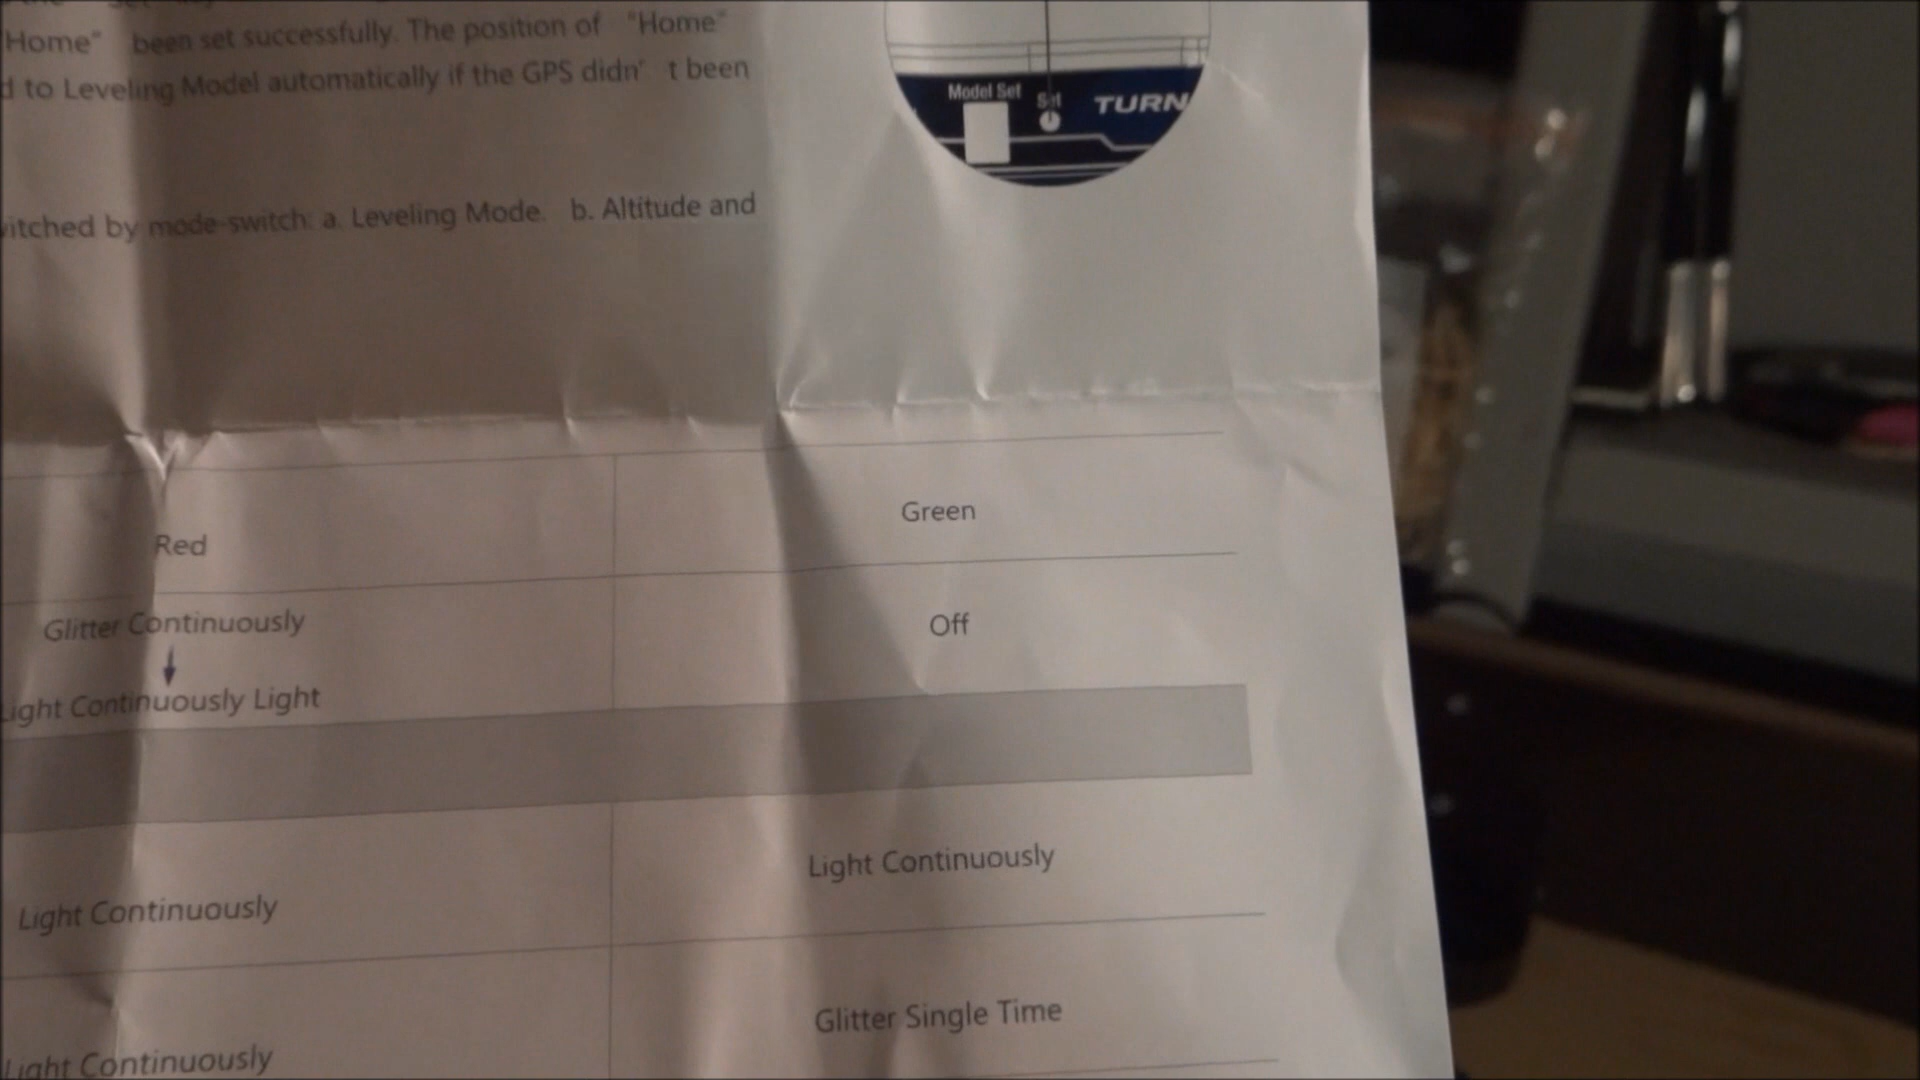 "Home" been set successfully. The position of "Home"
d to Leveling Model automatically if the GPS didn' t been
vitched by mode-switch: a. Leveling Mode. b. Altitude and
Model Set
Set
TURN
Red
Green
Glitter Continuously
Off
Light Continuously Light
Light Continuously
Light Continuously
Glitter Single Time
Light Continuously